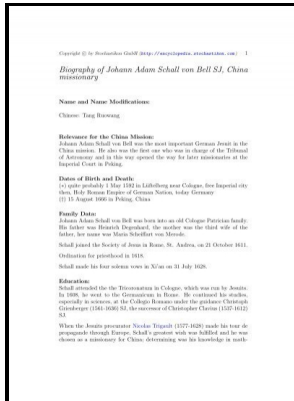 Copyright © by Stochastikon GmbH (http://encyclopedia.stochastikon.com) 1
Biography of Johann Adam Schall von Bell SJ, China
missionary
Name and Name Modifications:
Chinese: Tang Ruowang
Relevance for the China Mission:
Johann Adam Schall von Bell was the most important German Jesuit in the
China mission. He also was the first one who was in charge of the Tribunal
of Astronomy and in this way opened the way for later missionaries at the
Imperial Court in Peking.
Dates of Birth and Death:
(*) quite probably 1 May 1592 in Lüftelberg near Cologne, free Imperial city
then, Holy Roman Empire of German Nation, today Germany
(†) 15 August 1666 in Peking, China
Family Data:
Johann Adam Schall von Bell was born into an old Cologne Patrician family.
His father was Heinrich Degenhard, the mother was the third wife of the
father, her name was Maria Scheiffart von Merode.
Schall joined the Society of Jesus in Rome, St. Andrea, on 21 October 1611.
Ordination for priesthood in 1618.
Schall made his four solemn vows in Xi'an on 31 July 1628.
Education:
Schall attended the the Tricoronatum in Cologne, which was run by Jesuits.
In 1608, he went to the Germanicum in Rome. He continued his studies,
especially in sciences, at the Collegio Romano under the guidance Christoph
Grienberger (1561-1636) SJ, the successor of Christopher Clavius (1537-1612)
SJ.
When the Jesuits procurator Nicolas Trigault (1577-1628) made his tour de
propagande through Europe, Schall's greatest wish was fulfilled and he was
chosen as a missionary for China; determining was his knowledge in math-